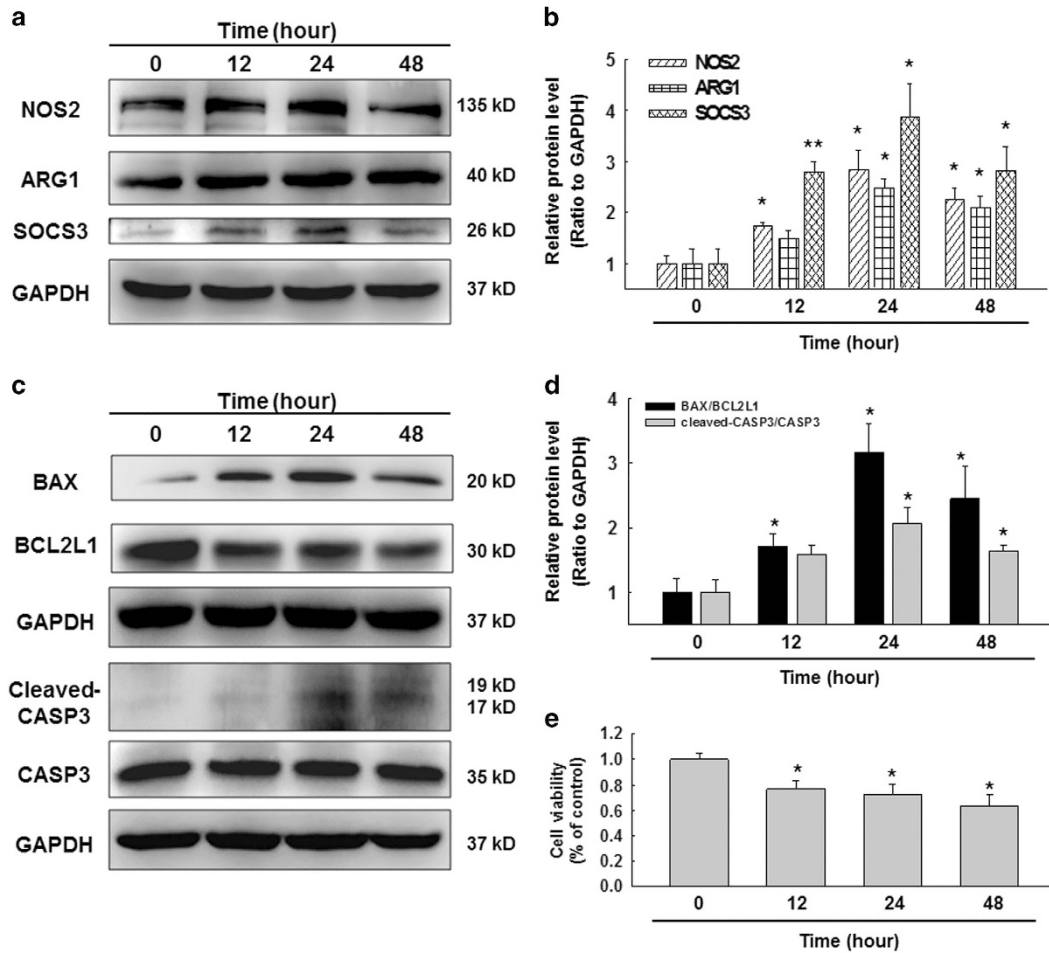 a
Time (hour)
0 12 24 48
NOS2 135 kD
ARG1 40 kD
SOCS3 26 kD
GAPDH 37 kD
b
Relative protein level
(Ratio to GAPDH)
5
4
3
2
1
NOS2
ARG1
SOCS3
* ** * * * * * *
0 12 24 48
Time (hour)
c
Time (hour)
0 12 24 48
BAX 20 kD
BCL2L1 30 kD
GAPDH 37 kD
Cleaved-
CASP3
19 kD
17 kD
CASP3 35 kD
GAPDH 37 kD
d
Relative protein level
(Ratio to GAPDH)
4
3
2
1
BAX/BCL2L1
cleaved-CASP3/CASP3
* * * * *
0 12 24 48
Time (hour)
e
Cell viability
(% of control)
1.2
1.0
0.8
0.6
0.4
0.2
0.0
* * *
0 12 24 48
Time (hour)